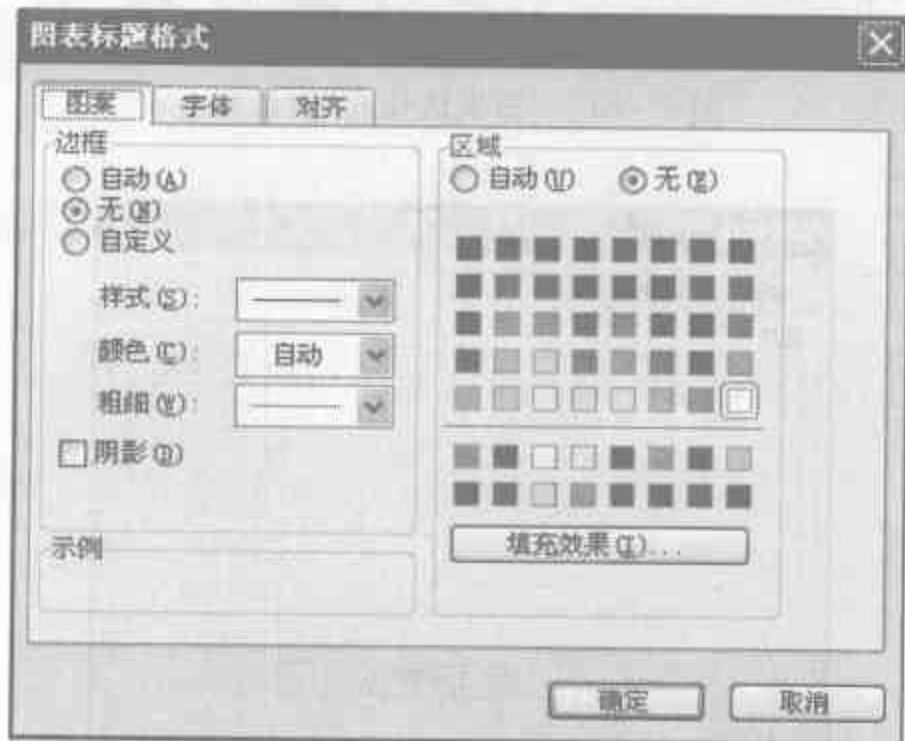 图表标题格式
图案 字体 对齐
边框
自动(A)
无(N)
自定义
样式(S):
颜色(C):
自动
粗细(W):
阴影(D)
示例
区域
自动(U) 无(E)
填充效果(I)...
确定 取消